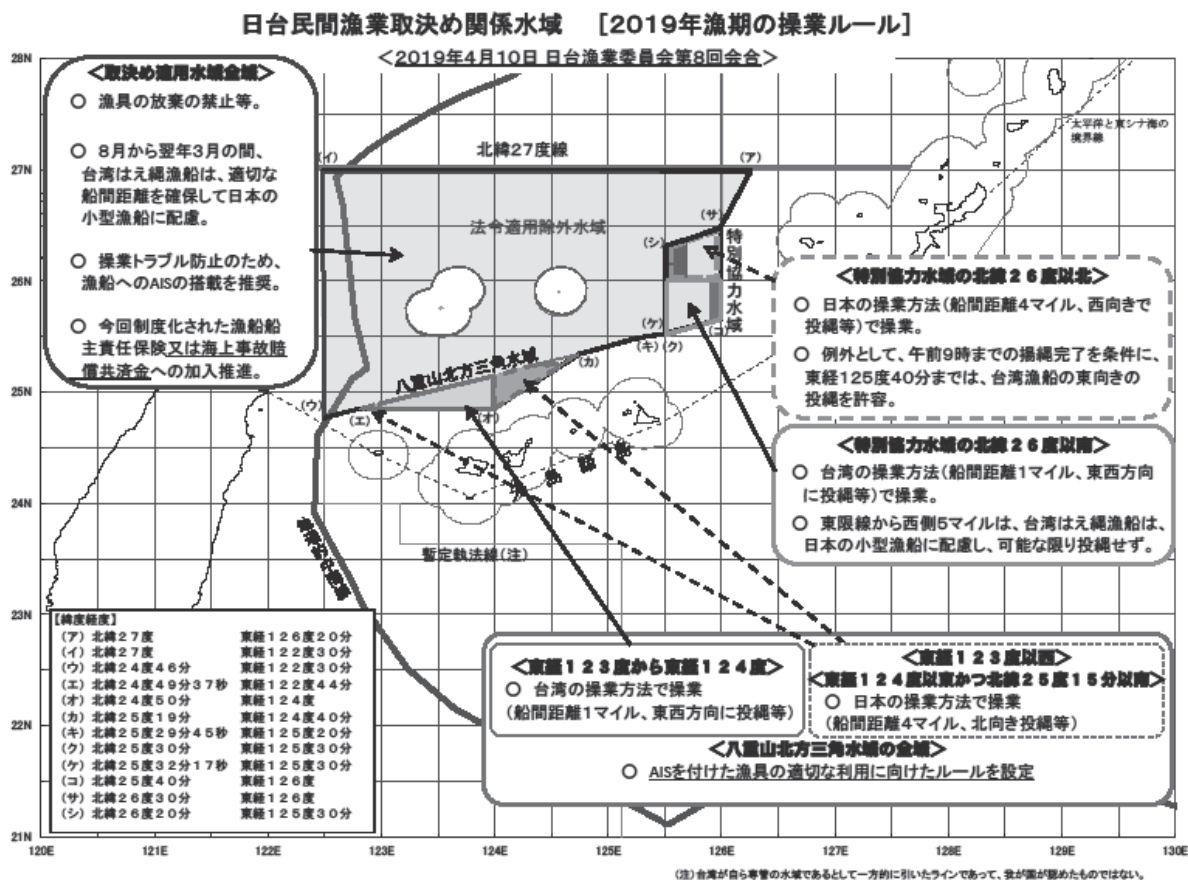 日台民間漁業取決め関係水域　[2019年漁期の操業ルール]
＜2019年4月10日 日台漁業委員会第8回会合＞
28N
27N
26N
25N
24N
23N
22N
21N
120E
121E
122E
123E
124E
125E
126E
127E
128E
129E
130E
＜取決め適用水域全域＞
○ 漁具の放棄の禁止等。
○ 8月から翌年3月の間、
台湾はえ縄漁船は、適切な
船間距離を確保して日本の
小型漁船に配慮。
○ 操業トラブル防止のため、
漁船へのAISの搭載を推奨。
○ 今回制度化された漁船船
主責任保険又は海上事故賠
償共済金への加入推進。
(イ)
北緯27度線
(ア)
太平洋と東シナ海の
境界線
法令適用除外水域
(サ)
(シ)
特別協力水域
(ケ)
(コ)
(キ)(ク)
(カ)
八重山北方三角水域
(ウ)
(エ)
(オ)
暫定執法線(注)
＜特別協力水域の北緯２６度以北＞
○ 日本の操業方法(船間距離4マイル、西向きで
投縄等)で操業。
○ 例外として、午前9時までの揚縄完了を条件に、
東経125度40分までは、台湾漁船の東向きの
投縄を許容。
＜特別協力水域の北緯２６度以南＞
○ 台湾の操業方法(船間距離1マイル、東西方向
に投縄等)で操業。
○ 東限線から西側5マイルは、台湾はえ縄漁船は、
日本の小型漁船に配慮し、可能な限り投縄せず。
【緯度経度】
(ア) 北緯２７度　東経１２６度２０分
(イ) 北緯２７度　東経１２２度３０分
(ウ) 北緯２４度４６分　東経１２２度３０分
(エ) 北緯２４度４９分３７秒　東経１２２度４４分
(オ) 北緯２４度５０分　東経１２４度
(カ) 北緯２５度１９分　東経１２４度４０分
(キ) 北緯２５度２９分４５秒　東経１２５度２０分
(ク) 北緯２５度３０分　東経１２５度３０分
(ケ) 北緯２５度３２分１７秒　東経１２５度３０分
(コ) 北緯２５度４０分　東経１２６度
(サ) 北緯２６度３０分　東経１２６度
(シ) 北緯２６度２０分　東経１２５度３０分
＜東経１２３度から東経１２４度＞
○ 台湾の操業方法で操業
(船間距離1マイル、東西方向に投縄等)
＜東経１２３度以西＞
＜東経１２４度以東かつ北緯２５度１５分以南＞
○ 日本の操業方法で操業
(船間距離4マイル、北向き投縄等)
＜八重山北方三角水域の全域＞
○ AISを付けた漁具の適切な利用に向けたルールを設定
(注)台湾が自ら専管の水域であるとして一方的に引いたラインであって、我が国が認めたものではない。